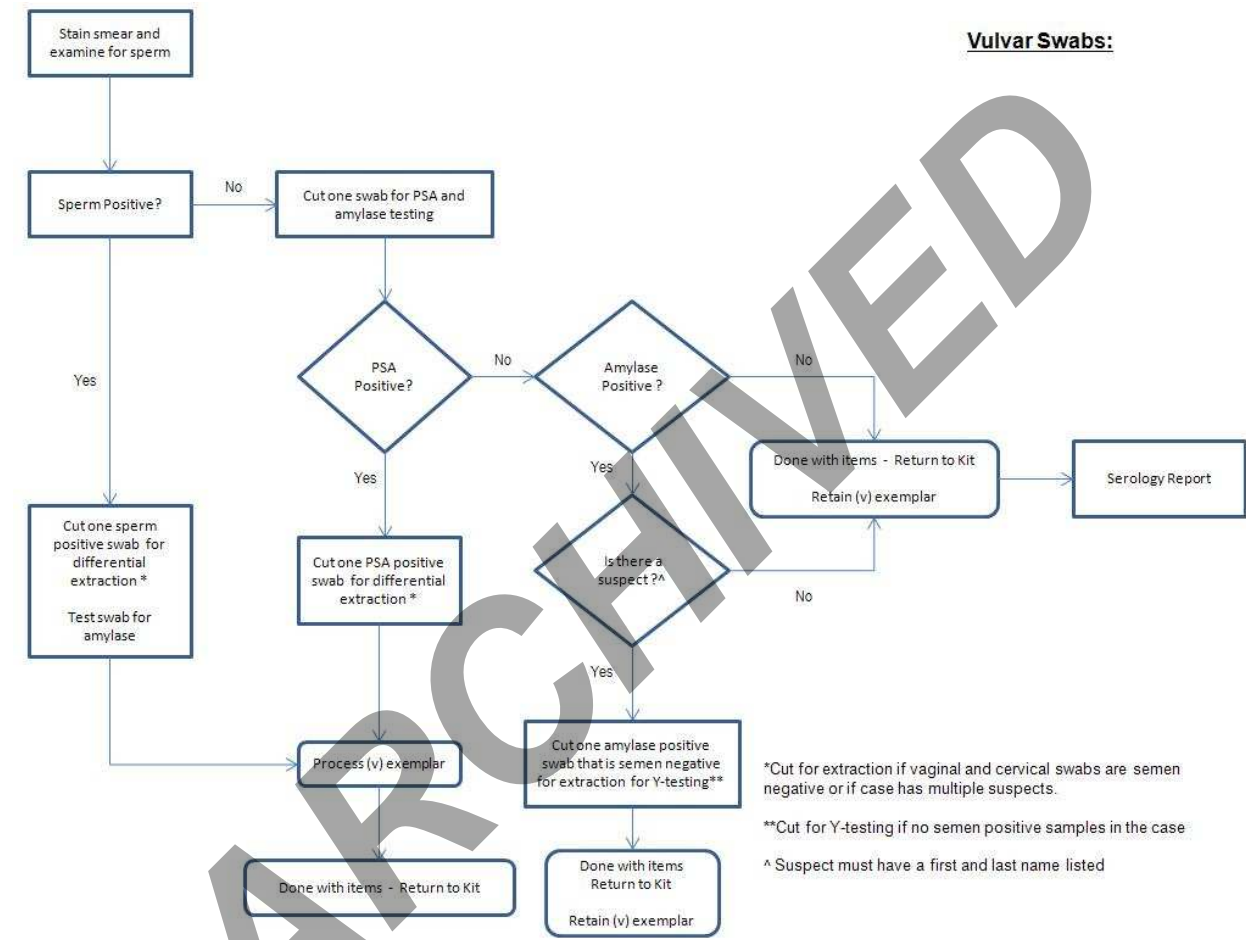 Vulvar Swabs:
Stain smear and
examine for sperm
Sperm Positive?
No
Cut one swab for PSA and
amylase testing
Yes
PSA
Positive?
No
Amylase
Positive ?
No
Yes
Yes
Done with items - Return to Kit
Retain (v) exemplar
Serology Report
Cut one sperm
positive swab for
differential
extraction *
Test swab for
amylase
Cut one PSA positive
swab for differential
extraction *
Is there a
suspect ?^
No
Yes
Process (v) exemplar
Cut one amylase positive
swab that is semen negative
for extraction for Y-testing**
Done with items - Return to Kit
Done with items
Return to Kit
Retain (v) exemplar
*Cut for extraction if vaginal and cervical swabs are semen
negative or if case has multiple suspects.
**Cut for Y-testing if no semen positive samples in the case
^ Suspect must have a first and last name listed
ARCHIVED